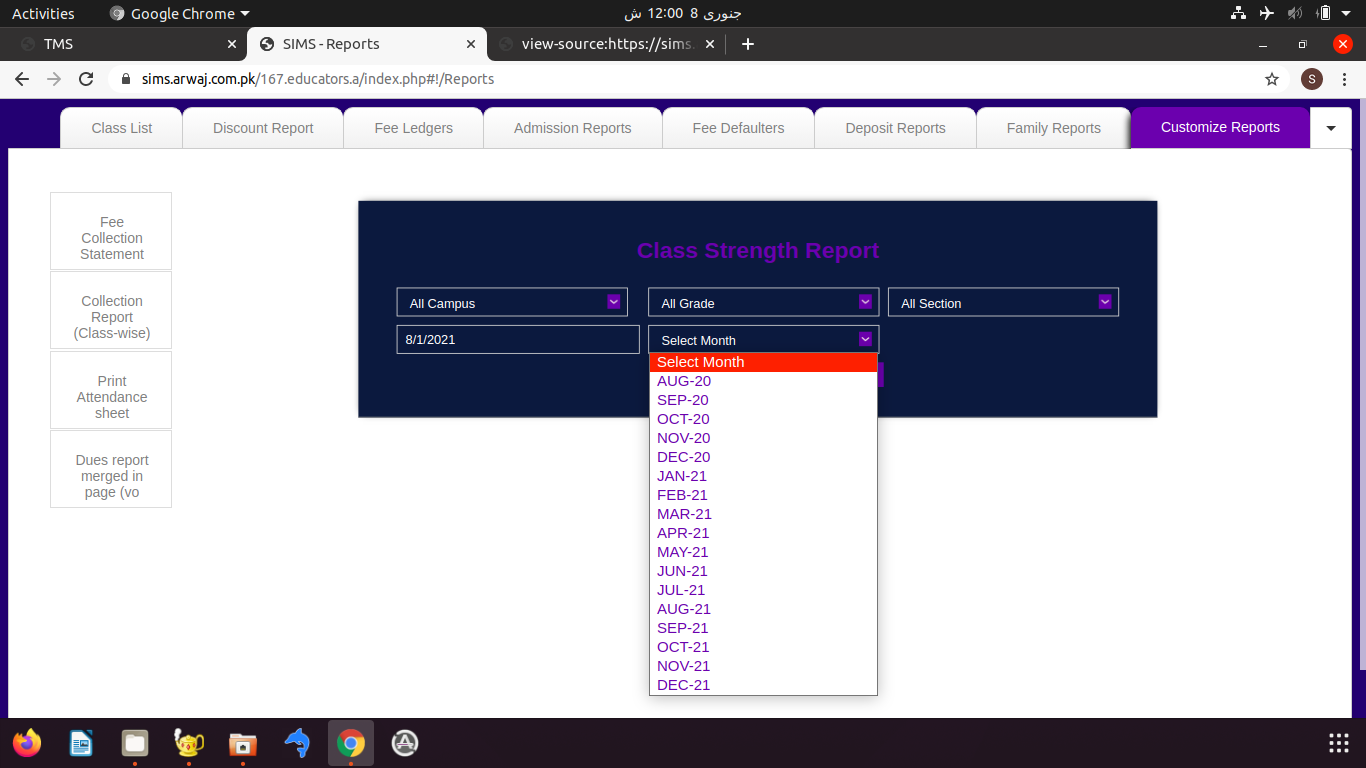 Activities
Google Chrome
جنوری 8 12:00 ش
TMS
SIMS - Reports
view-source:https://sims.
sims.arwaj.com.pk/167.educators.a/index.php#!/Reports
S
Class List
Discount Report
Fee Ledgers
Admission Reports
Fee Defaulters
Deposit Reports
Family Reports
Customize Reports
Fee
Collection
Statement
Collection
Report
(Class-wise)
Print
Attendance
sheet
Dues report
merged in
page (vo
Class Strength Report
All Campus
All Grade
All Section
8/1/2021
Select Month
Select Month
AUG-20
SEP-20
OCT-20
NOV-20
DEC-20
JAN-21
FEB-21
MAR-21
APR-21
MAY-21
JUN-21
JUL-21
AUG-21
SEP-21
OCT-21
NOV-21
DEC-21